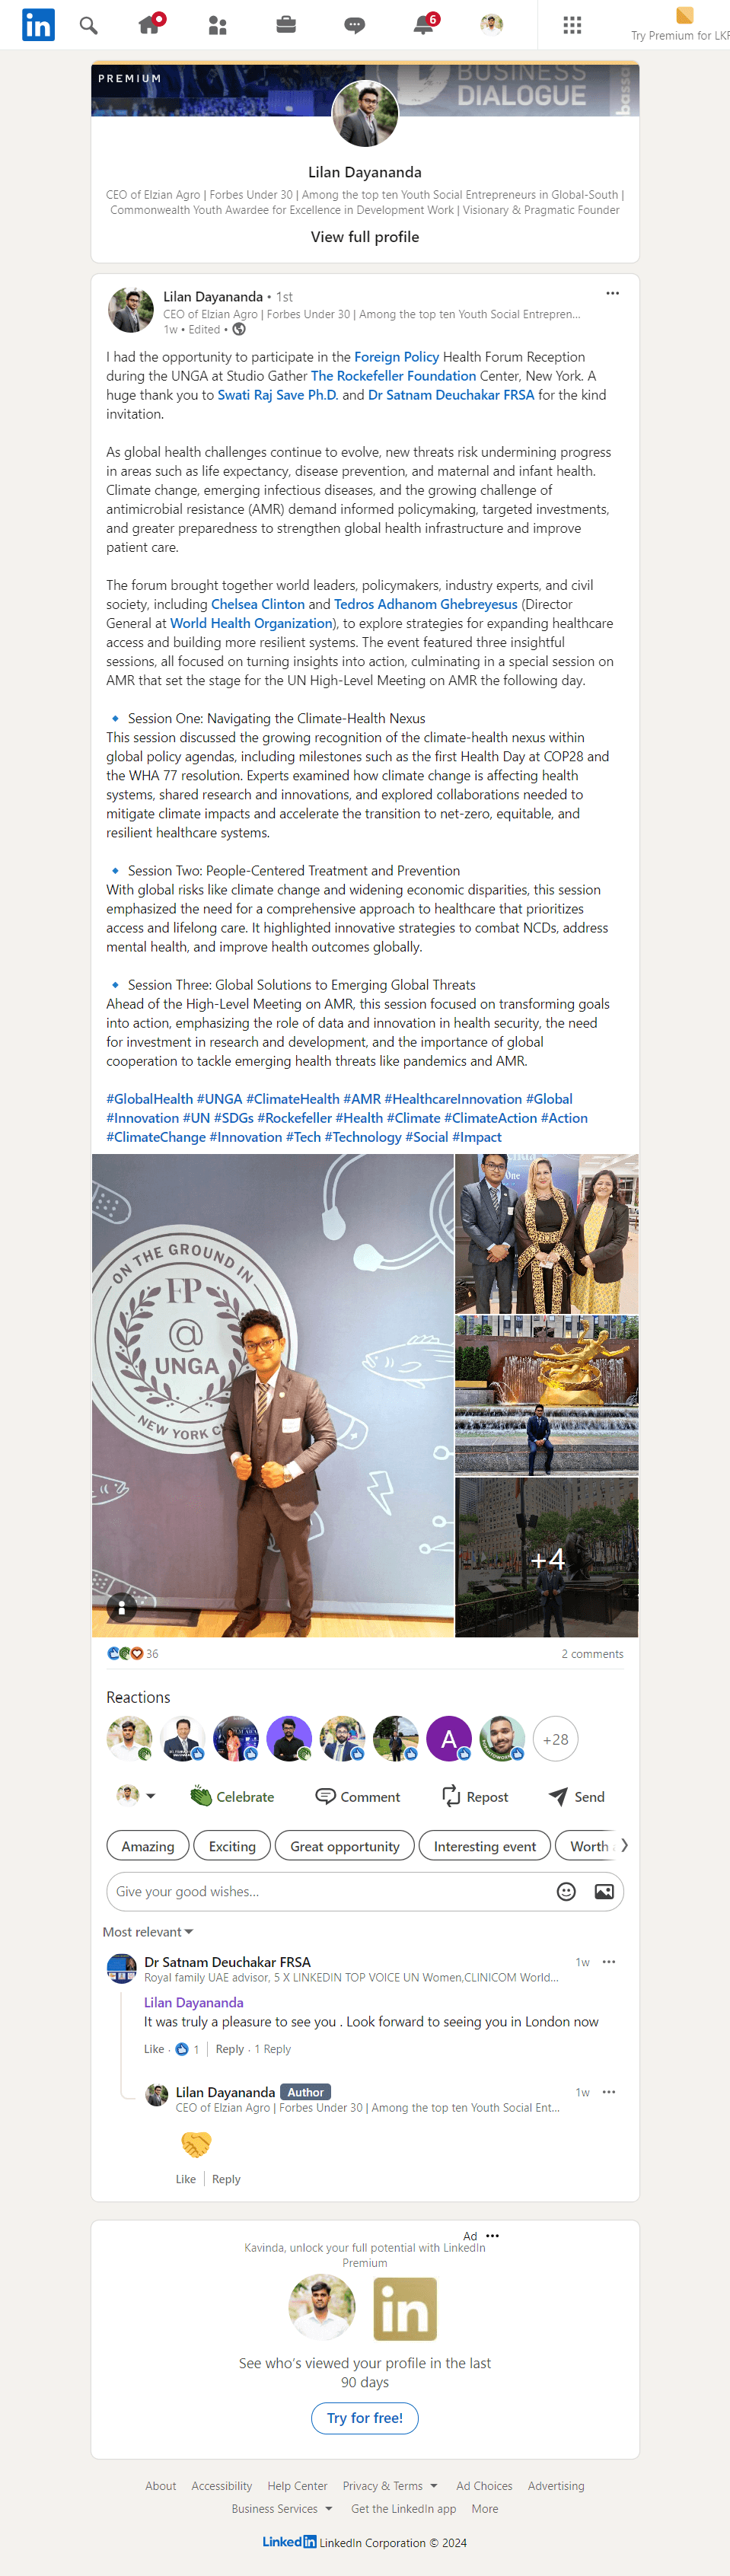 in
6
Try Premium for LKR
PREMIUM
BUSINESS
DIALOGUE
bassa
Lilan Dayananda
CEO of Elzian Agro | Forbes Under 30 | Among the top ten Youth Social Entrepreneurs in Global-South |
Commonwealth Youth Awardee for Excellence in Development Work | Visionary & Pragmatic Founder
View full profile
Lilan Dayananda • 1st
CEO of Elzian Agro | Forbes Under 30 | Among the top ten Youth Social Entrepren...
1w • Edited •
I had the opportunity to participate in the Foreign Policy Health Forum Reception
during the UNGA at Studio Gather The Rockefeller Foundation Center, New York. A
huge thank you to Swati Raj Save Ph.D. and Dr Satnam Deuchakar FRSA for the kind
invitation.
As global health challenges continue to evolve, new threats risk undermining progress
in areas such as life expectancy, disease prevention, and maternal and infant health.
Climate change, emerging infectious diseases, and the growing challenge of
antimicrobial resistance (AMR) demand informed policymaking, targeted investments,
and greater preparedness to strengthen global health infrastructure and improve
patient care.
The forum brought together world leaders, policymakers, industry experts, and civil
society, including Chelsea Clinton and Tedros Adhanom Ghebreyesus (Director
General at World Health Organization), to explore strategies for expanding healthcare
access and building more resilient systems. The event featured three insightful
sessions, all focused on turning insights into action, culminating in a special session on
AMR that set the stage for the UN High-Level Meeting on AMR the following day.
🔹 Session One: Navigating the Climate-Health Nexus
This session discussed the growing recognition of the climate-health nexus within
global policy agendas, including milestones such as the first Health Day at COP28 and
the WHA 77 resolution. Experts examined how climate change is affecting health
systems, shared research and innovations, and explored collaborations needed to
mitigate climate impacts and accelerate the transition to net-zero, equitable, and
resilient healthcare systems.
🔹 Session Two: People-Centered Treatment and Prevention
With global risks like climate change and widening economic disparities, this session
emphasized the need for a comprehensive approach to healthcare that prioritizes
access and lifelong care. It highlighted innovative strategies to combat NCDs, address
mental health, and improve health outcomes globally.
🔹 Session Three: Global Solutions to Emerging Global Threats
Ahead of the High-Level Meeting on AMR, this session focused on transforming goals
into action, emphasizing the role of data and innovation in health security, the need
for investment in research and development, and the importance of global
cooperation to tackle emerging health threats like pandemics and AMR.
#GlobalHealth #UNGA #ClimateHealth #AMR #HealthcareInnovation #Global
#Innovation #UN #SDGs #Rockefeller #Health #Climate #ClimateAction #Action
#ClimateChange #Innovation #Tech #Technology #Social #Impact
ON THE GROUND IN
FP
@
UNGA
NEW YORK C
One
+4
36
2 comments
Reactions
A
+28
Celebrate
Comment
Repost
Send
Amazing
Exciting
Great opportunity
Interesting event
Worth
Give your good wishes...
Most relevant
Dr Satnam Deuchakar FRSA
1w
Royal family UAE advisor, 5 X LINKEDIN TOP VOICE UN Women,CLINICOM World...
Lilan Dayananda
It was truly a pleasure to see you . Look forward to seeing you in London now
Like · 1 | Reply · 1 Reply
Lilan Dayananda Author
1w
CEO of Elzian Agro | Forbes Under 30 | Among the top ten Youth Social Ent...
🤝
Like | Reply
Ad
Kavinda, unlock your full potential with LinkedIn
Premium
in
See who's viewed your profile in the last
90 days
Try for free!
About Accessibility Help Center Privacy & Terms Ad Choices Advertising
Business Services Get the LinkedIn app More
LinkedIn LinkedIn Corporation © 2024